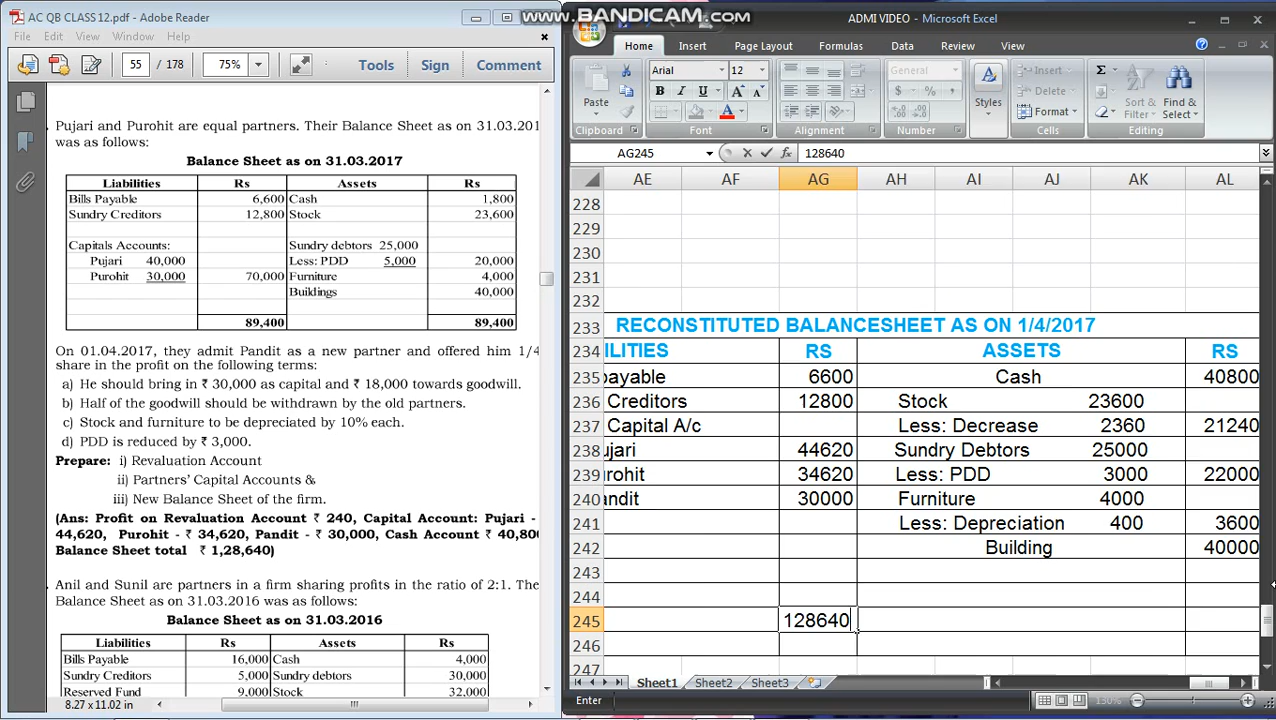 AC QB CLASS 12.pdf - Adobe Reader
www.BANDICAM.com
ADMI VIDEO - Microsoft Excel
File Edit View Window Help
Home Insert Page Layout Formulas Data Review View
55 / 178 75% Tools Sign Comment
Arial 12 General Insert
Paste B I U A A $ % , Styles Delete Sort & Find &
Format Filter Select
Clipboard Font Alignment Number Cells Editing
AG245 fx 128640
AE AF AG AH AI AJ AK AL
Pujari and Purohit are equal partners. Their Balance Sheet as on 31.03.201
was as follows:
Balance Sheet as on 31.03.2017
Liabilities Rs Assets Rs
Bills Payable 6,600 Cash 1,800
Sundry Creditors 12,800 Stock 23,600
Capitals Accounts: Sundry debtors 25,000
Pujari 40,000 Less: PDD 5,000 20,000
Purohit 30,000 70,000 Furniture 4,000
Buildings 40,000
89,400 89,400
On 01.04.2017, they admit Pandit as a new partner and offered him 1/4
share in the profit on the following terms:
a) He should bring in ₹ 30,000 as capital and ₹ 18,000 towards goodwill.
b) Half of the goodwill should be withdrawn by the old partners.
c) Stock and furniture to be depreciated by 10% each.
d) PDD is reduced by ₹ 3,000.
Prepare: i) Revaluation Account
ii) Partners' Capital Accounts &
iii) New Balance Sheet of the firm.
(Ans: Profit on Revaluation Account ₹ 240, Capital Account: Pujari -
44,620, Purohit - ₹ 34,620, Pandit - ₹ 30,000, Cash Account ₹ 40,800
Balance Sheet total ₹ 1,28,640)
Anil and Sunil are partners in a firm sharing profits in the ratio of 2:1. The
Balance Sheet as on 31.03.2016 was as follows:
Balance Sheet as on 31.03.2016
Liabilities Rs Assets Rs
Bills Payable 16,000 Cash 4,000
Sundry Creditors 5,000 Sundry debtors 30,000
Reserved Fund 9,000 Stock 32,000
8.27 x 11.02 in
228
229
230
231
232
233 RECONSTITUTED BALANCESHEET AS ON 1/4/2017
234 ILITIES RS ASSETS RS
235 payable 6600 Cash 40800
236 Creditors 12800 Stock 23600
237 Capital A/c Less: Decrease 2360 21240
238 ujari 44620 Sundry Debtors 25000
239 urohit 34620 Less: PDD 3000 22000
240 andit 30000 Furniture 4000
241 Less: Depreciation 400 3600
242 Building 40000
243
244
245 128640
246
247
Sheet1 Sheet2 Sheet3
Enter 130%